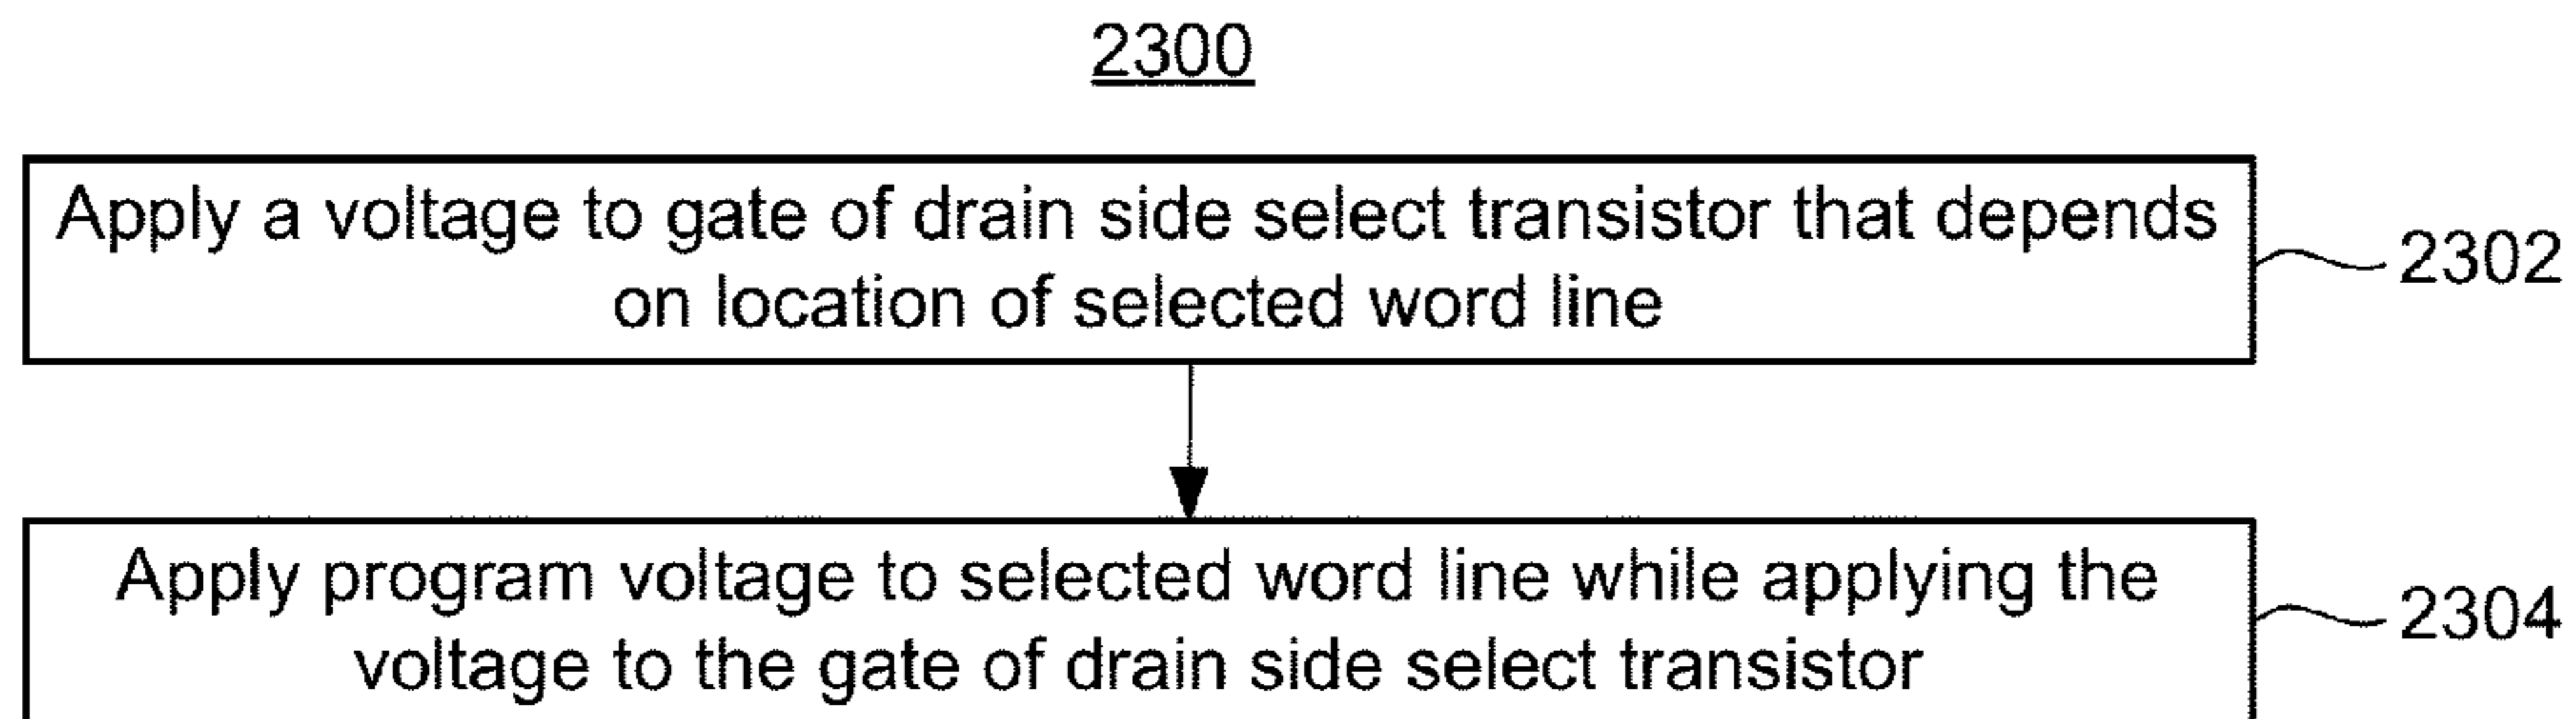 2300
Apply a voltage to gate of drain side select transistor that depends
on location of selected word line
2302
Apply program voltage to selected word line while applying the
voltage to the gate of drain side select transistor
2304